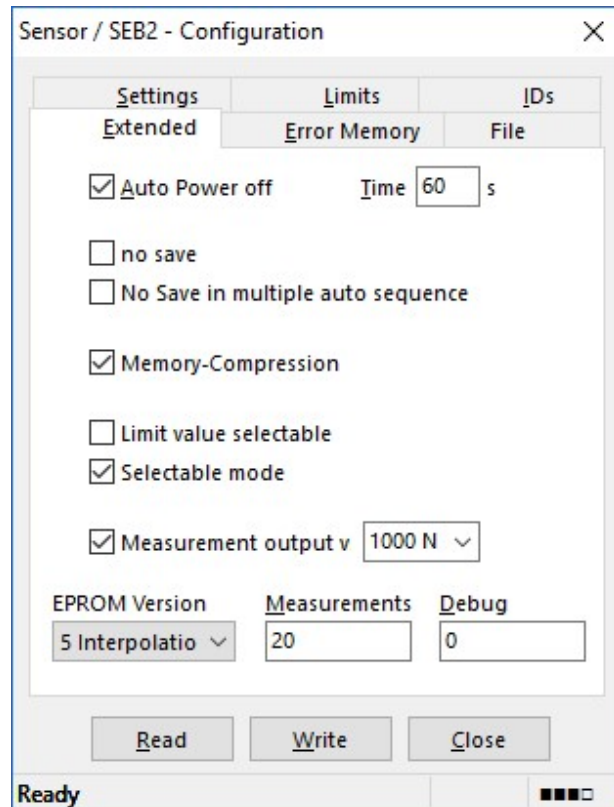 Sensor / SEB2 - Configuration
Settings Limits IDs
Extended Error Memory File
Auto Power off Time 60 s
no save
No Save in multiple auto sequence
Memory-Compression
Limit value selectable
Selectable mode
Measurement output v 1000 N
EPROM Version Measurements Debug
5 Interpolatio 20 0
Read Write Close
Ready